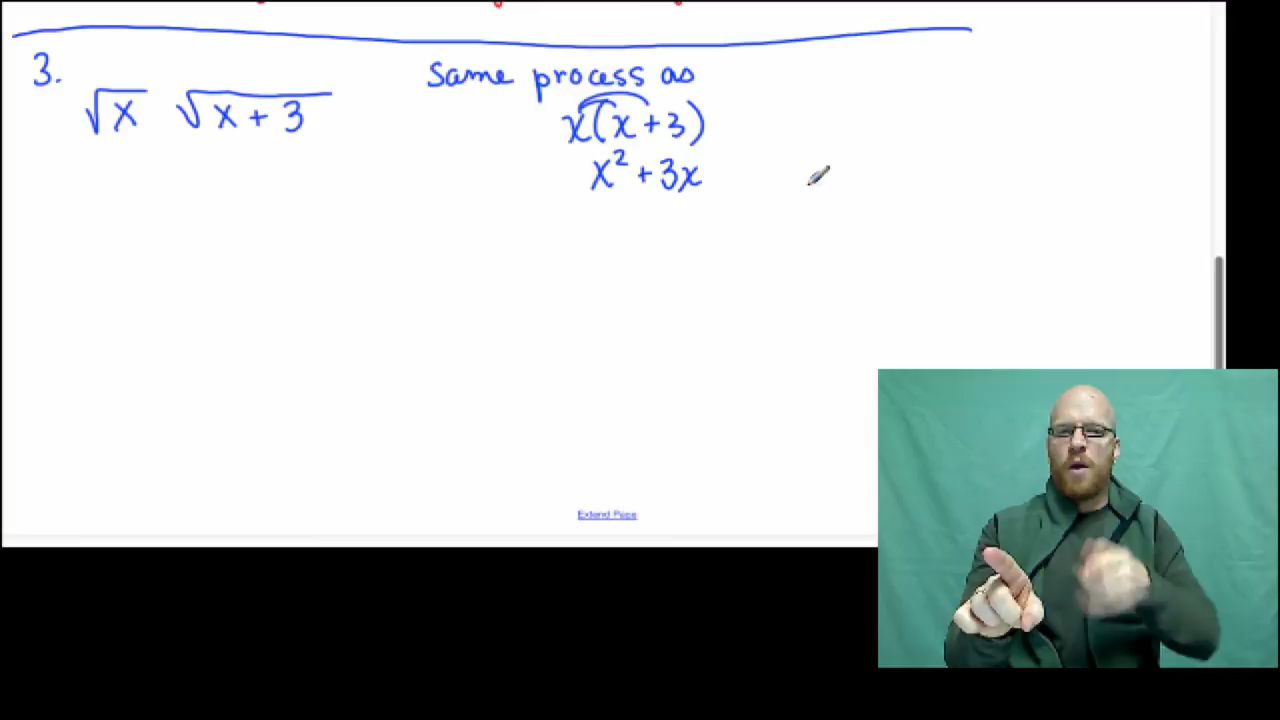 3.
√x √x + 3
Same process as
x(x + 3)
x² + 3x
Extend Page